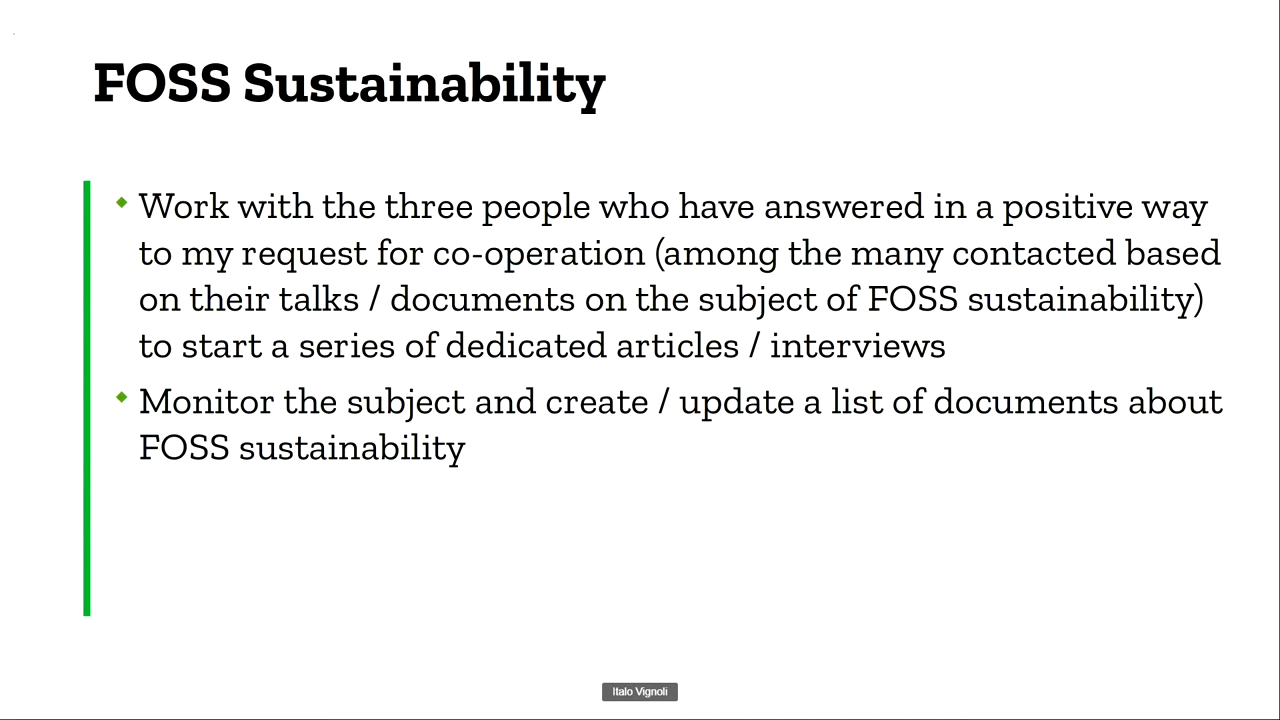 FOSS Sustainability
Work with the three people who have answered in a positive way
to my request for co-operation (among the many contacted based
on their talks / documents on the subject of FOSS sustainability)
to start a series of dedicated articles / interviews
Monitor the subject and create / update a list of documents about
FOSS sustainability
Italo Vignoli